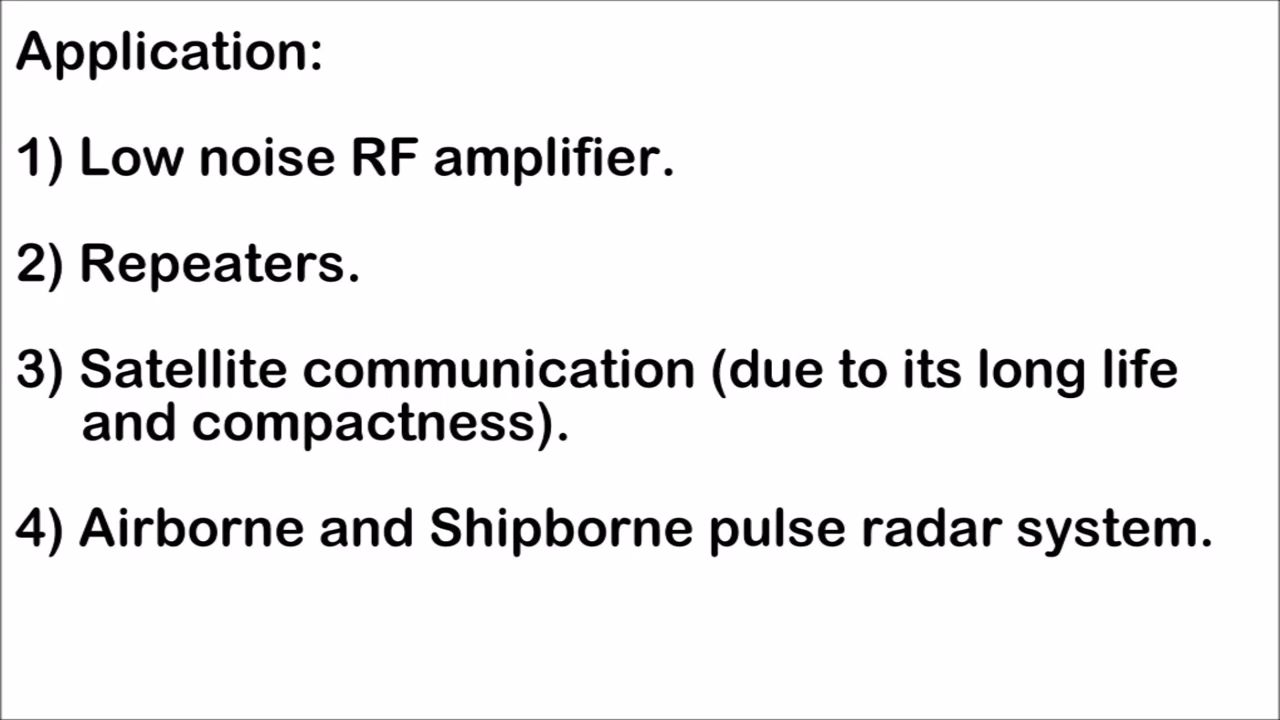 Application:
1) Low noise RF amplifier.
2) Repeaters.
3) Satellite communication (due to its long life
and compactness).
4) Airborne and Shipborne pulse radar system.